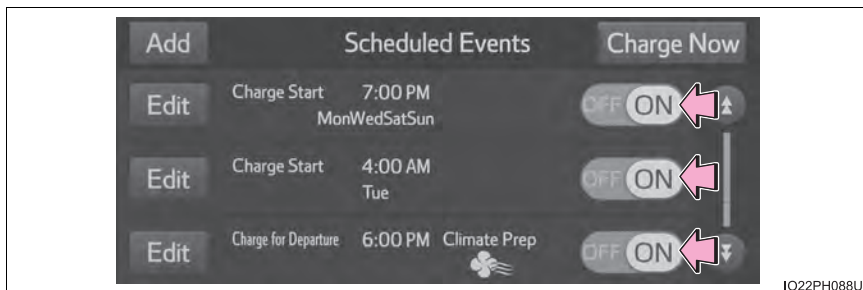 Add Scheduled Events Charge Now
Edit Charge Start 7:00 PM OFF ON
MonWedSatSun
Edit Charge Start 4:00 AM OFF ON
Tue
Edit Charge for Departure 6:00 PM Climate Prep OFF ON
IO22PH088U